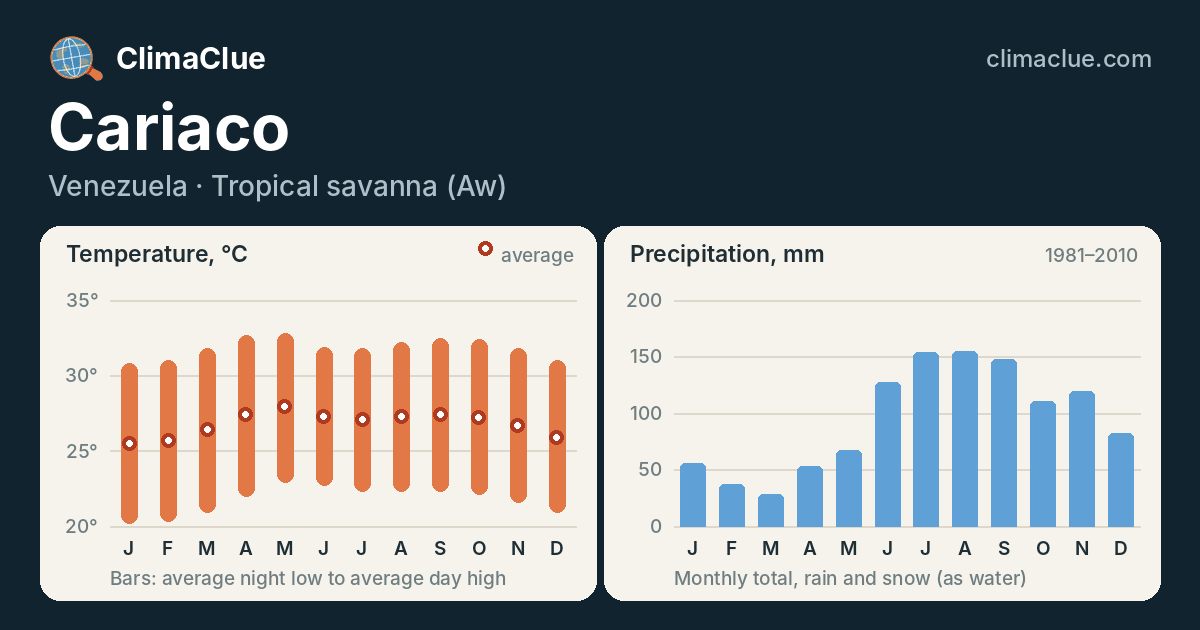 ClimaClue
climaclue.com
Cariaco
Venezuela · Tropical savanna (Aw)
Temperature, °C
average
35°
30°
25°
20°
J F M A M J J A S O N D
Bars: average night low to average day high
Precipitation, mm
1981–2010
200
150
100
50
0
J F M A M J J A S O N D
Monthly total, rain and snow (as water)